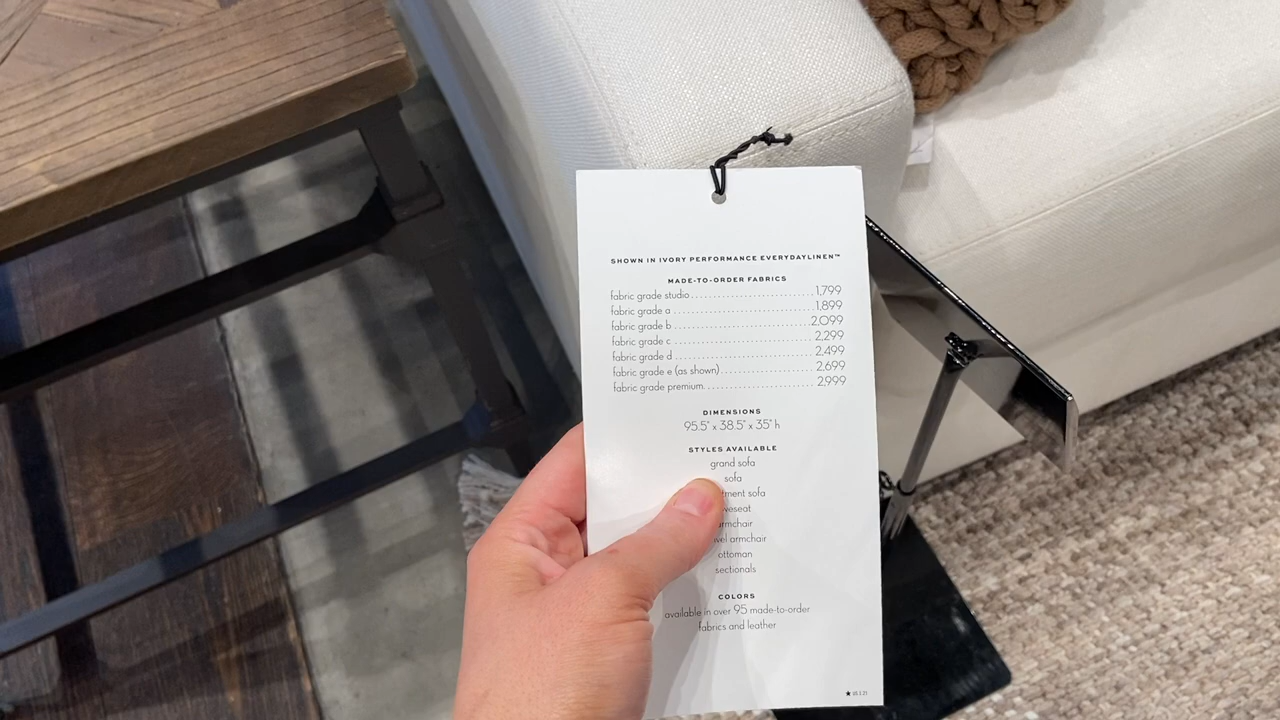 SHOWN IN IVORY PERFORMANCE EVERYDAYLINEN™
MADE-TO-ORDER FABRICS
fabric grade studio 1,799
fabric grade a 1,899
fabric grade b 2,099
fabric grade c 2,299
fabric grade d 2,499
fabric grade e (as shown) 2,699
fabric grade premium 2,999
DIMENSIONS
95.5" x 38.5" x 35" h
STYLES AVAILABLE
grand sofa
sofa
sofa
armchair
ottoman
sectionals
COLORS
available in over 95 made-to-order
fabrics and leather